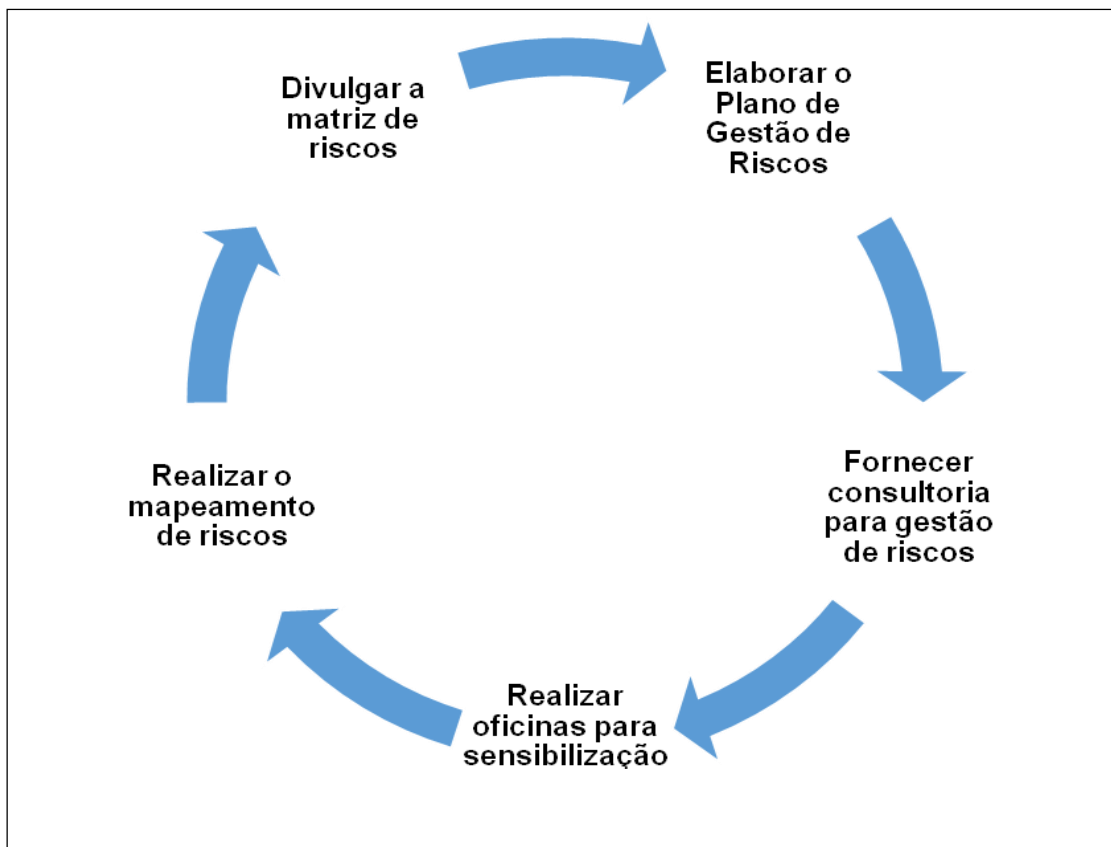 Divulgar a
matriz de
riscos
Elaborar o
Plano de
Gestão de
Riscos
Fornecer
consultoria
para gestão
de riscos
Realizar
oficinas para
sensibilização
Realizar o
mapeamento
de riscos